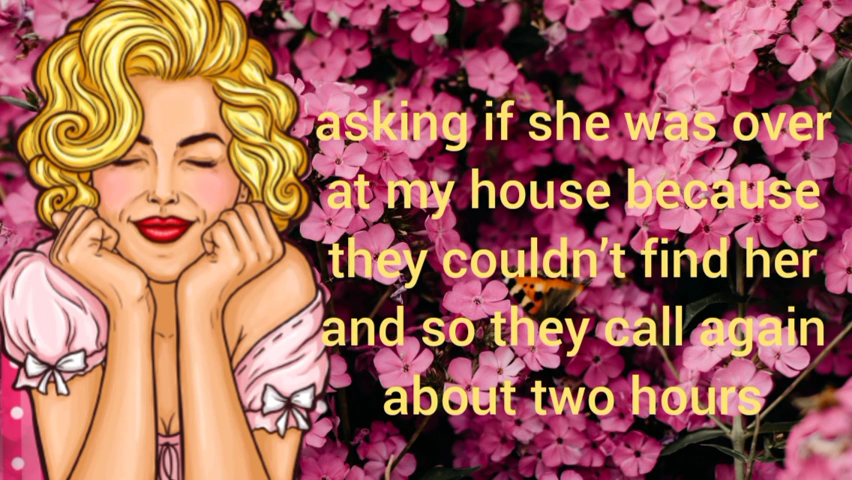 asking if she was over
at my house because
they couldn’t find her
and so they call again
about two hours